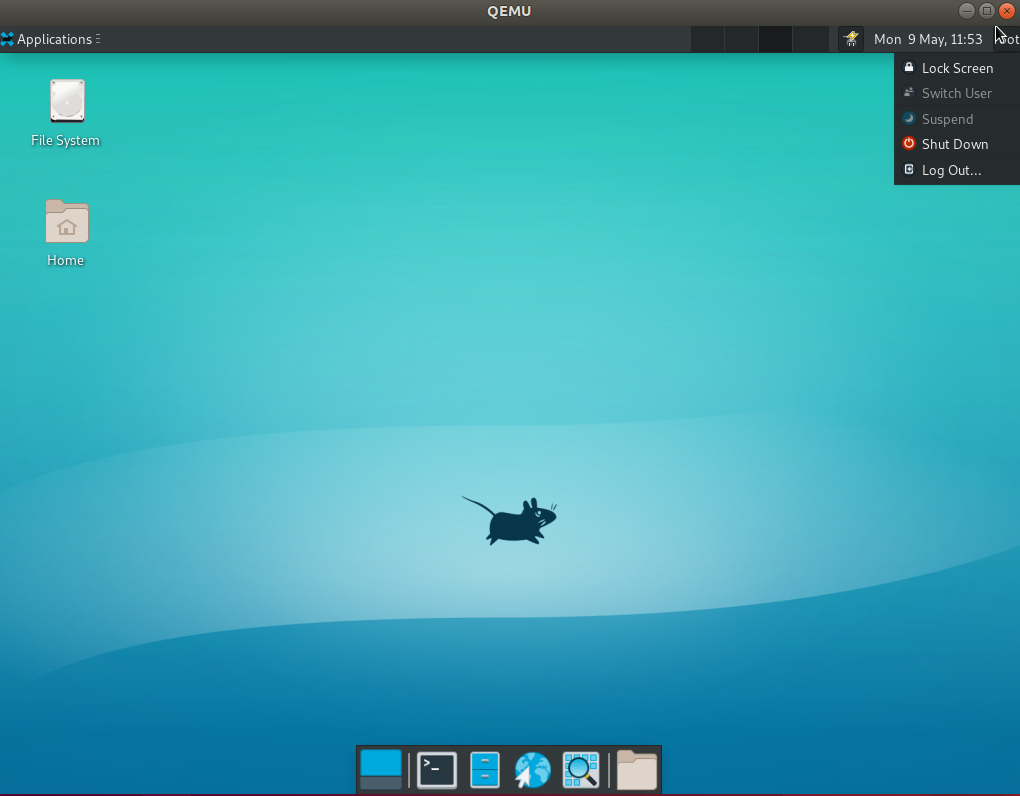 QEMU
Applications
Mon 9 May, 11:53
Lock Screen
Switch User
Suspend
Shut Down
Log Out...
File System
Home
>_